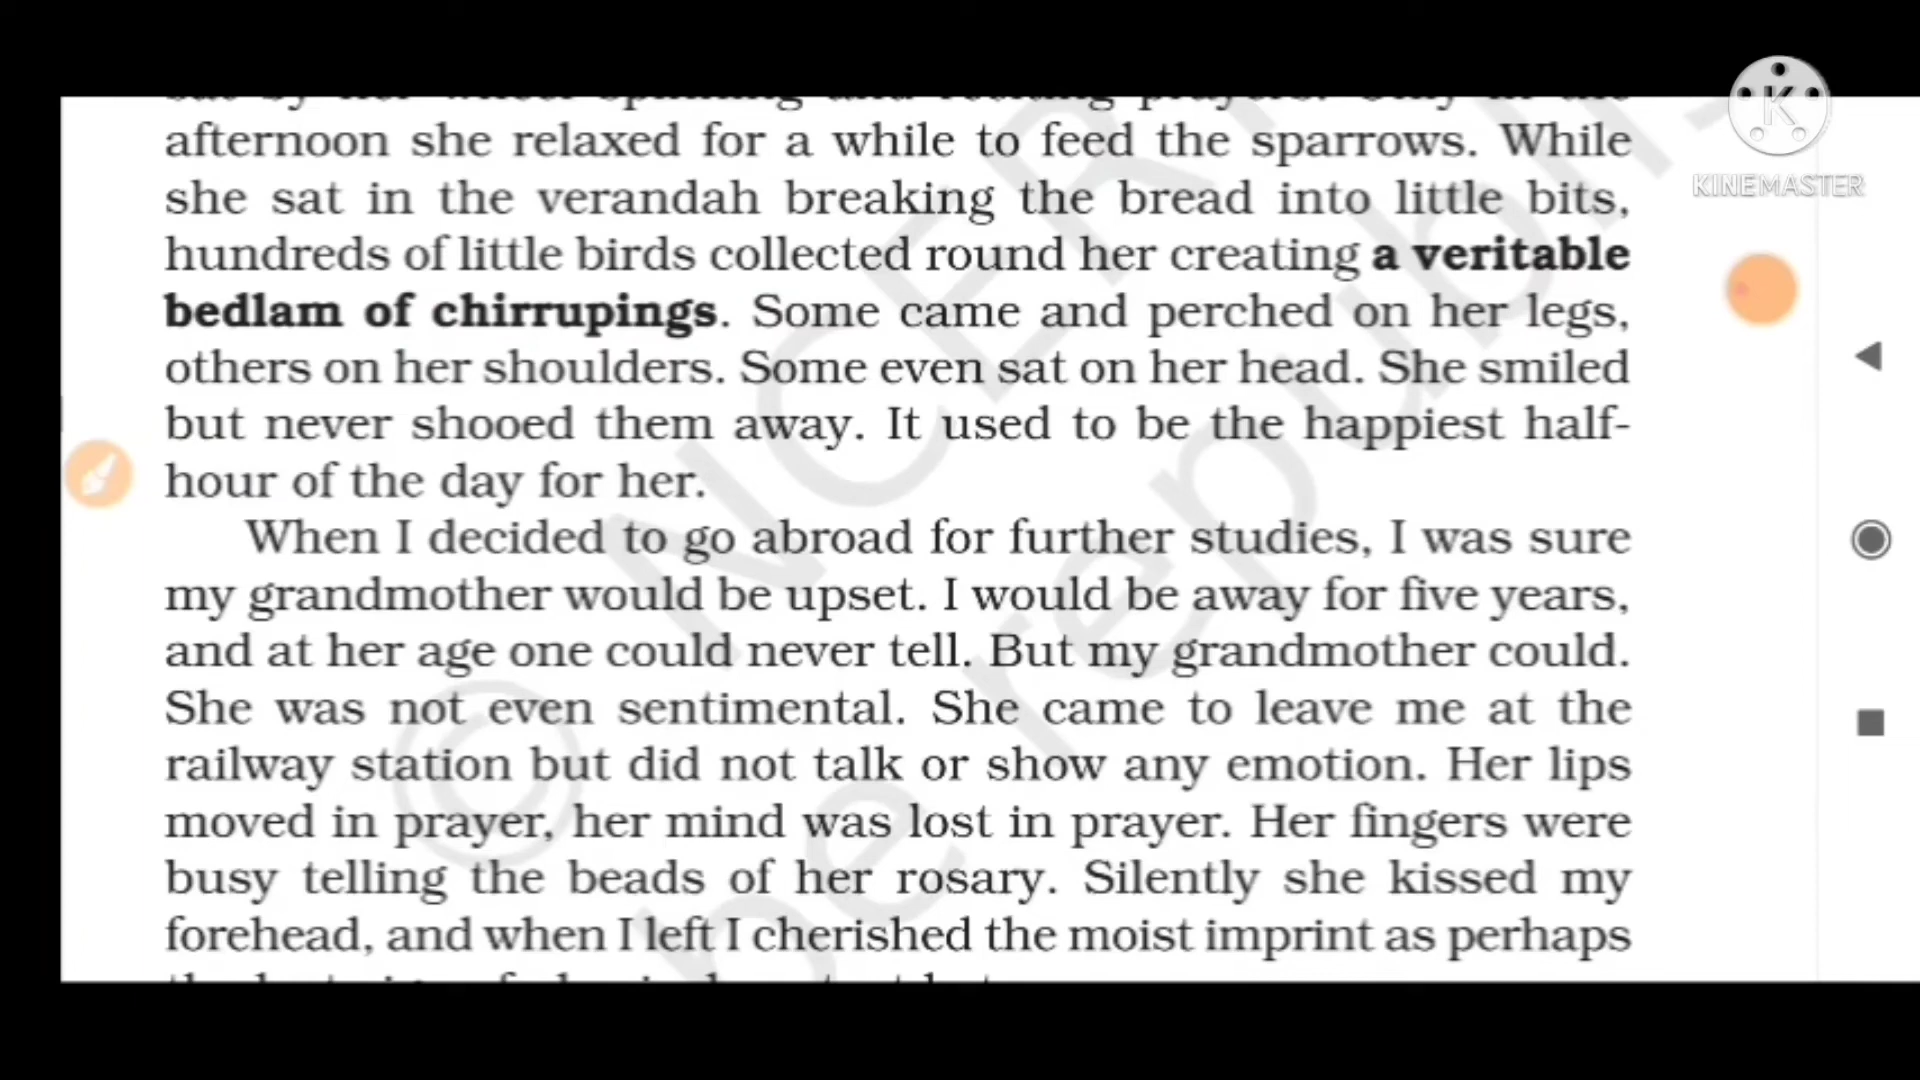 afternoon she relaxed for a while to feed the sparrows. While
she sat in the verandah breaking the bread into little bits,
hundreds of little birds collected round her creating a veritable
bedlam of chirrupings. Some came and perched on her legs,
others on her shoulders. Some even sat on her head. She smiled
but never shooed them away. It used to be the happiest half-
hour of the day for her.
When I decided to go abroad for further studies, I was sure
my grandmother would be upset. I would be away for five years,
and at her age one could never tell. But my grandmother could.
She was not even sentimental. She came to leave me at the
railway station but did not talk or show any emotion. Her lips
moved in prayer, her mind was lost in prayer. Her fingers were
busy telling the beads of her rosary. Silently she kissed my
forehead, and when I left I cherished the moist imprint as perhaps
K
KINEMASTER
© NCER
be republi